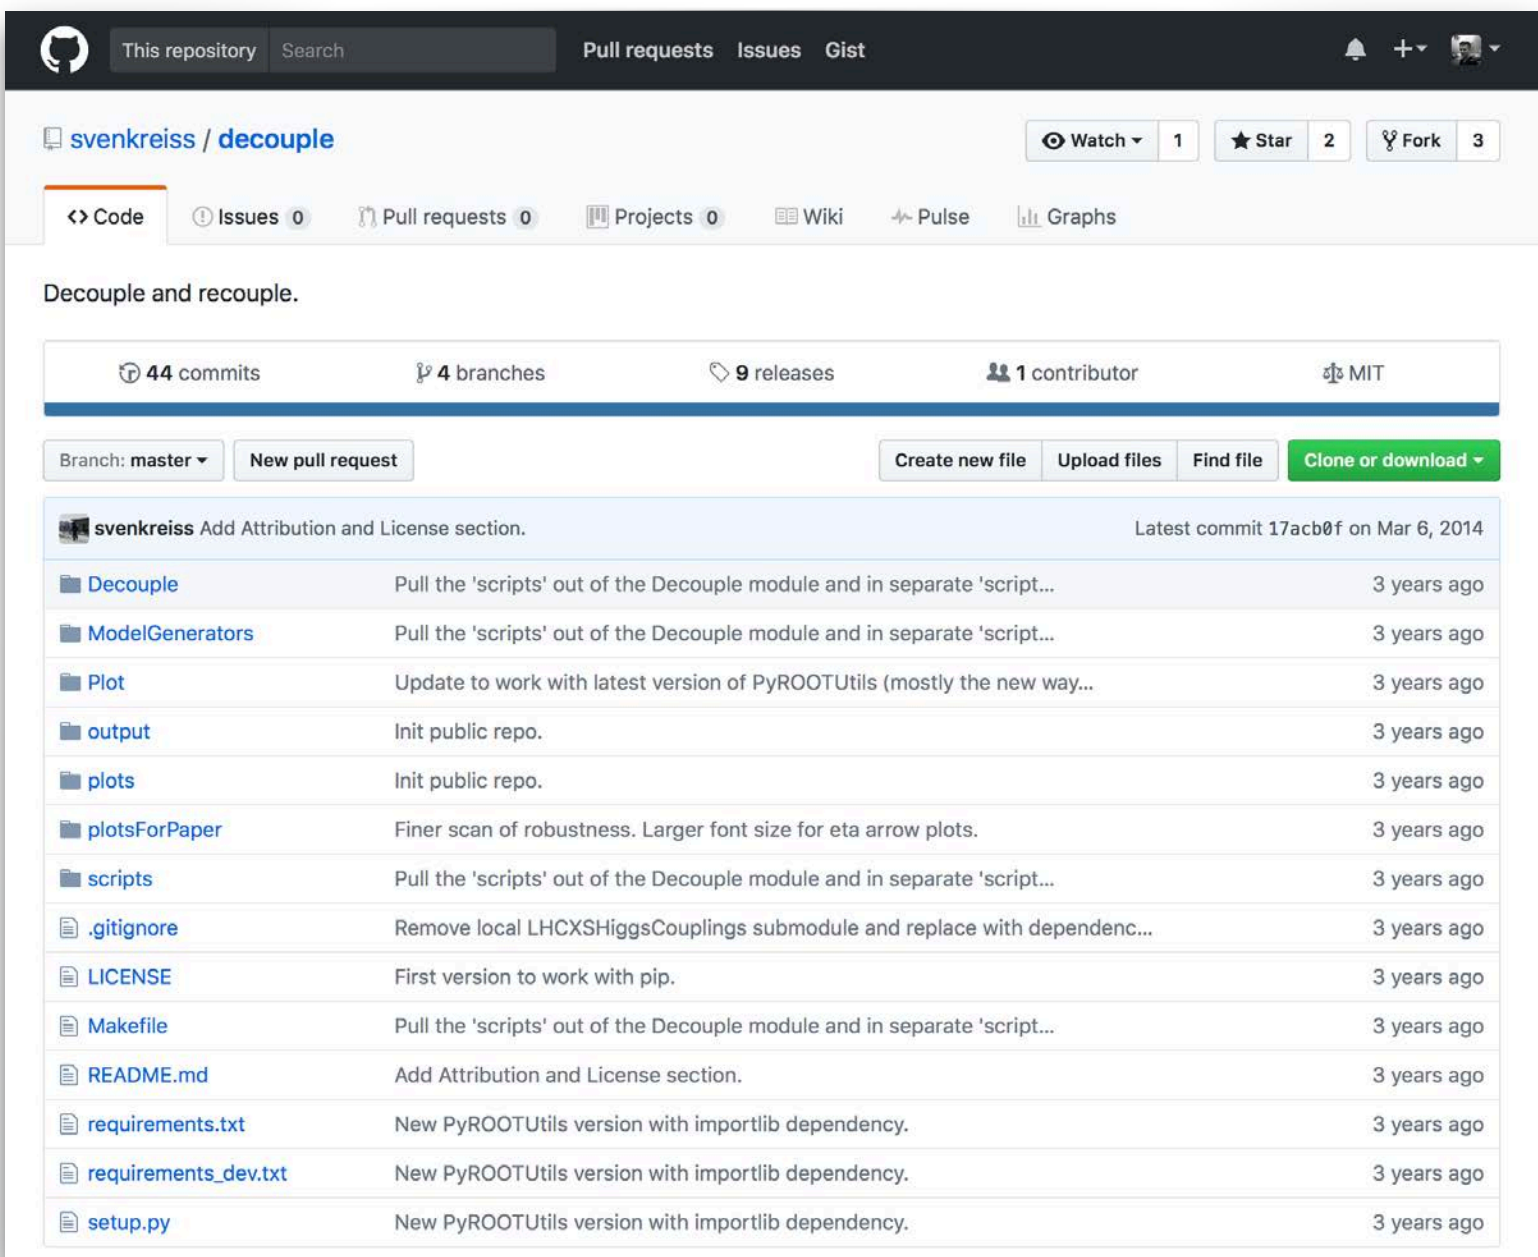 This repository Search Pull requests Issues Gist
svenkreiss / decouple Watch 1 Star 2 Fork 3
Code Issues 0 Pull requests 0 Projects 0 Wiki Pulse Graphs
Decouple and recouple.
44 commits 4 branches 9 releases 1 contributor MIT
Branch: master New pull request Create new file Upload files Find file Clone or download
svenkreiss Add Attribution and License section. Latest commit 17acb0f on Mar 6, 2014
Decouple Pull the 'scripts' out of the Decouple module and in separate 'script... 3 years ago
ModelGenerators Pull the 'scripts' out of the Decouple module and in separate 'script... 3 years ago
Plot Update to work with latest version of PyROOTUtils (mostly the new way... 3 years ago
output Init public repo. 3 years ago
plots Init public repo. 3 years ago
plotsForPaper Finer scan of robustness. Larger font size for eta arrow plots. 3 years ago
scripts Pull the 'scripts' out of the Decouple module and in separate 'script... 3 years ago
.gitignore Remove local LHCXSHiggsCouplings submodule and replace with dependenc... 3 years ago
LICENSE First version to work with pip. 3 years ago
Makefile Pull the 'scripts' out of the Decouple module and in separate 'script... 3 years ago
README.md Add Attribution and License section. 3 years ago
requirements.txt New PyROOTUtils version with importlib dependency. 3 years ago
requirements_dev.txt New PyROOTUtils version with importlib dependency. 3 years ago
setup.py New PyROOTUtils version with importlib dependency. 3 years ago